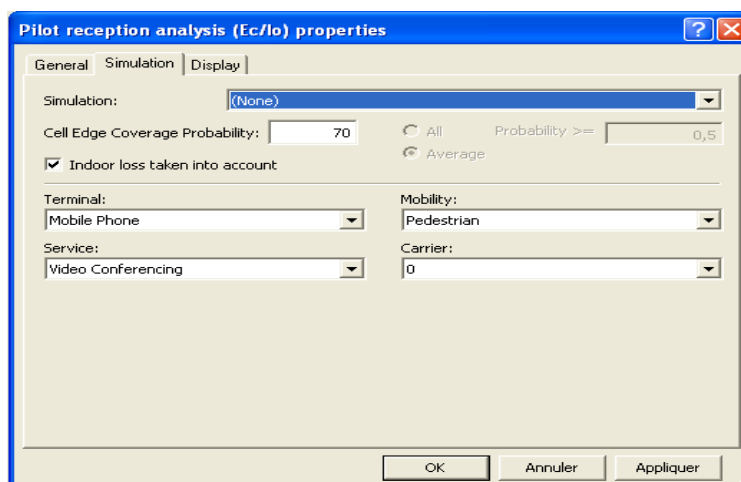 Pilot reception analysis (Ec/Io) properties
General Simulation Display
Simulation: (None)
Cell Edge Coverage Probability: 70 All Probability >= 0,5
Average
Indoor loss taken into account
Terminal: Mobility:
Mobile Phone Pedestrian
Service: Carrier:
Video Conferencing 0
OK Annuler Appliquer